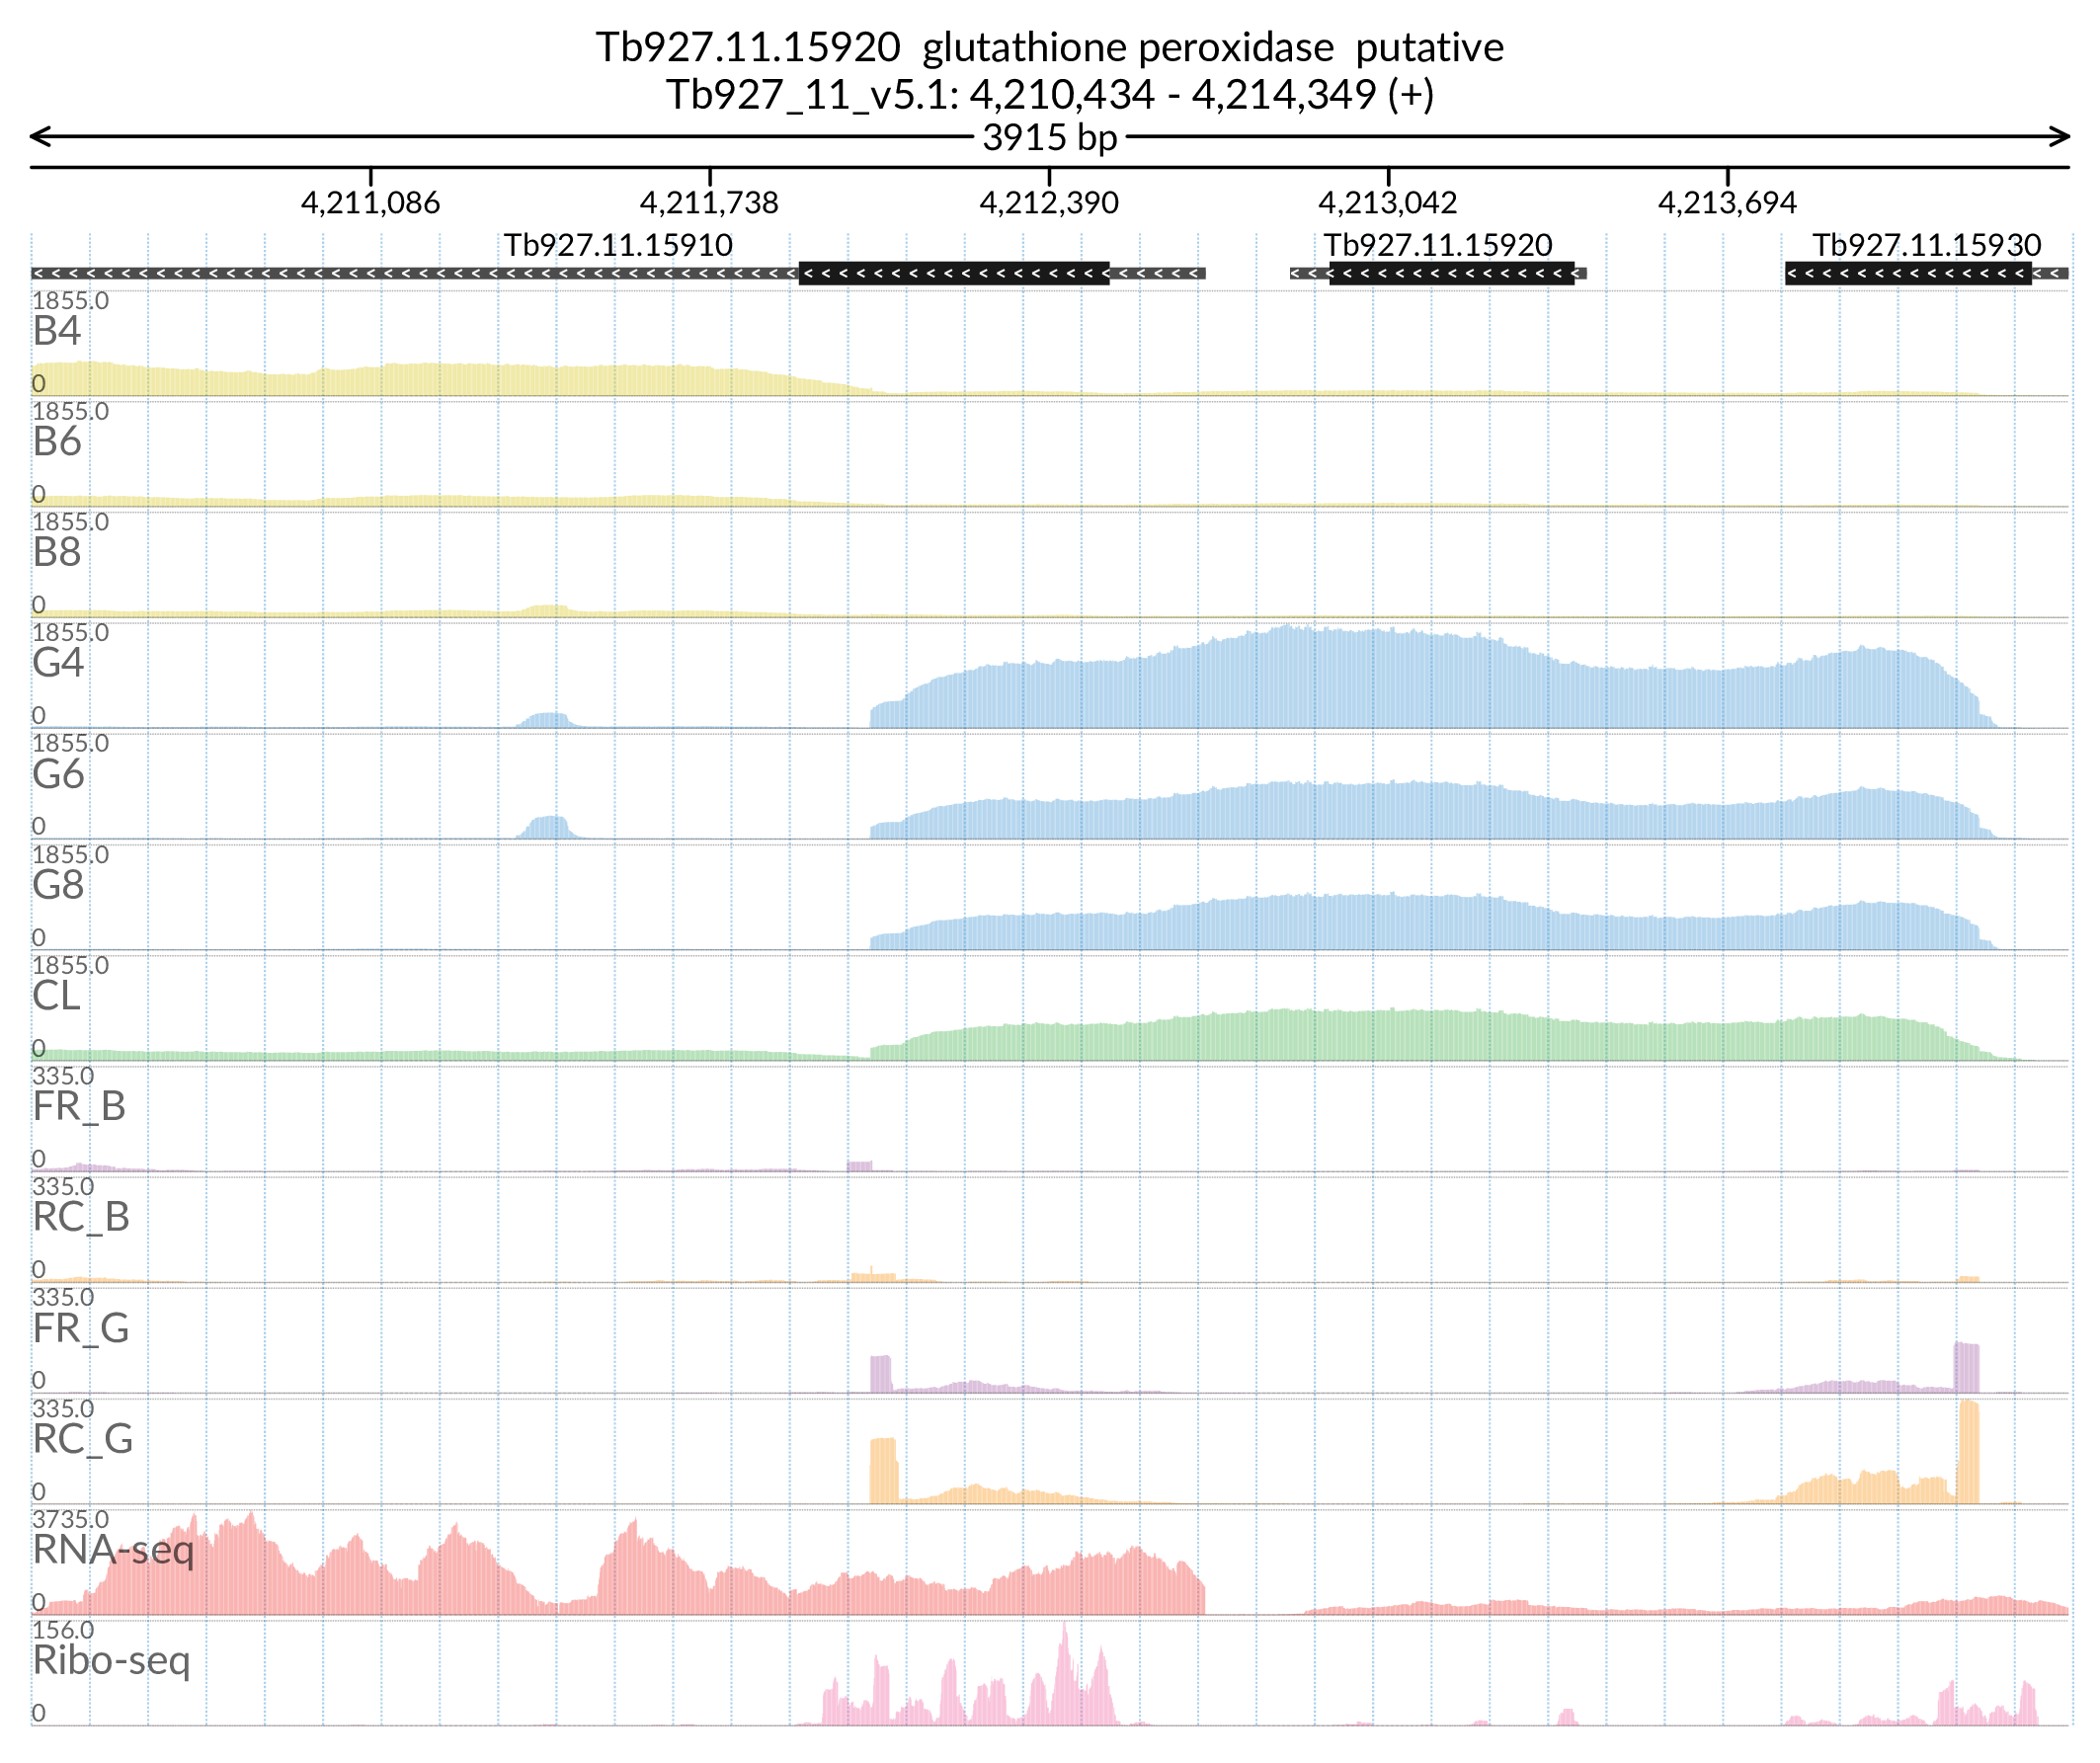 Tb927.11.15920 glutathione peroxidase putative
Tb927_11_v5.1: 4,210,434 - 4,214,349 (+)
3915 bp
4,211,086 4,211,738 4,212,390 4,213,042 4,213,694
Tb927.11.15910 Tb927.11.15920 Tb927.11.15930
1855.0
B4
0
1855.0
B6
0
1855.0
B8
0
1855.0
G4
0
1855.0
G6
0
1855.0
G8
0
1855.0
CL
0
335.0
FR_B
0
335.0
RC_B
0
335.0
FR_G
0
335.0
RC_G
0
3735.0
RNA-seq
0
156.0
Ribo-seq
0